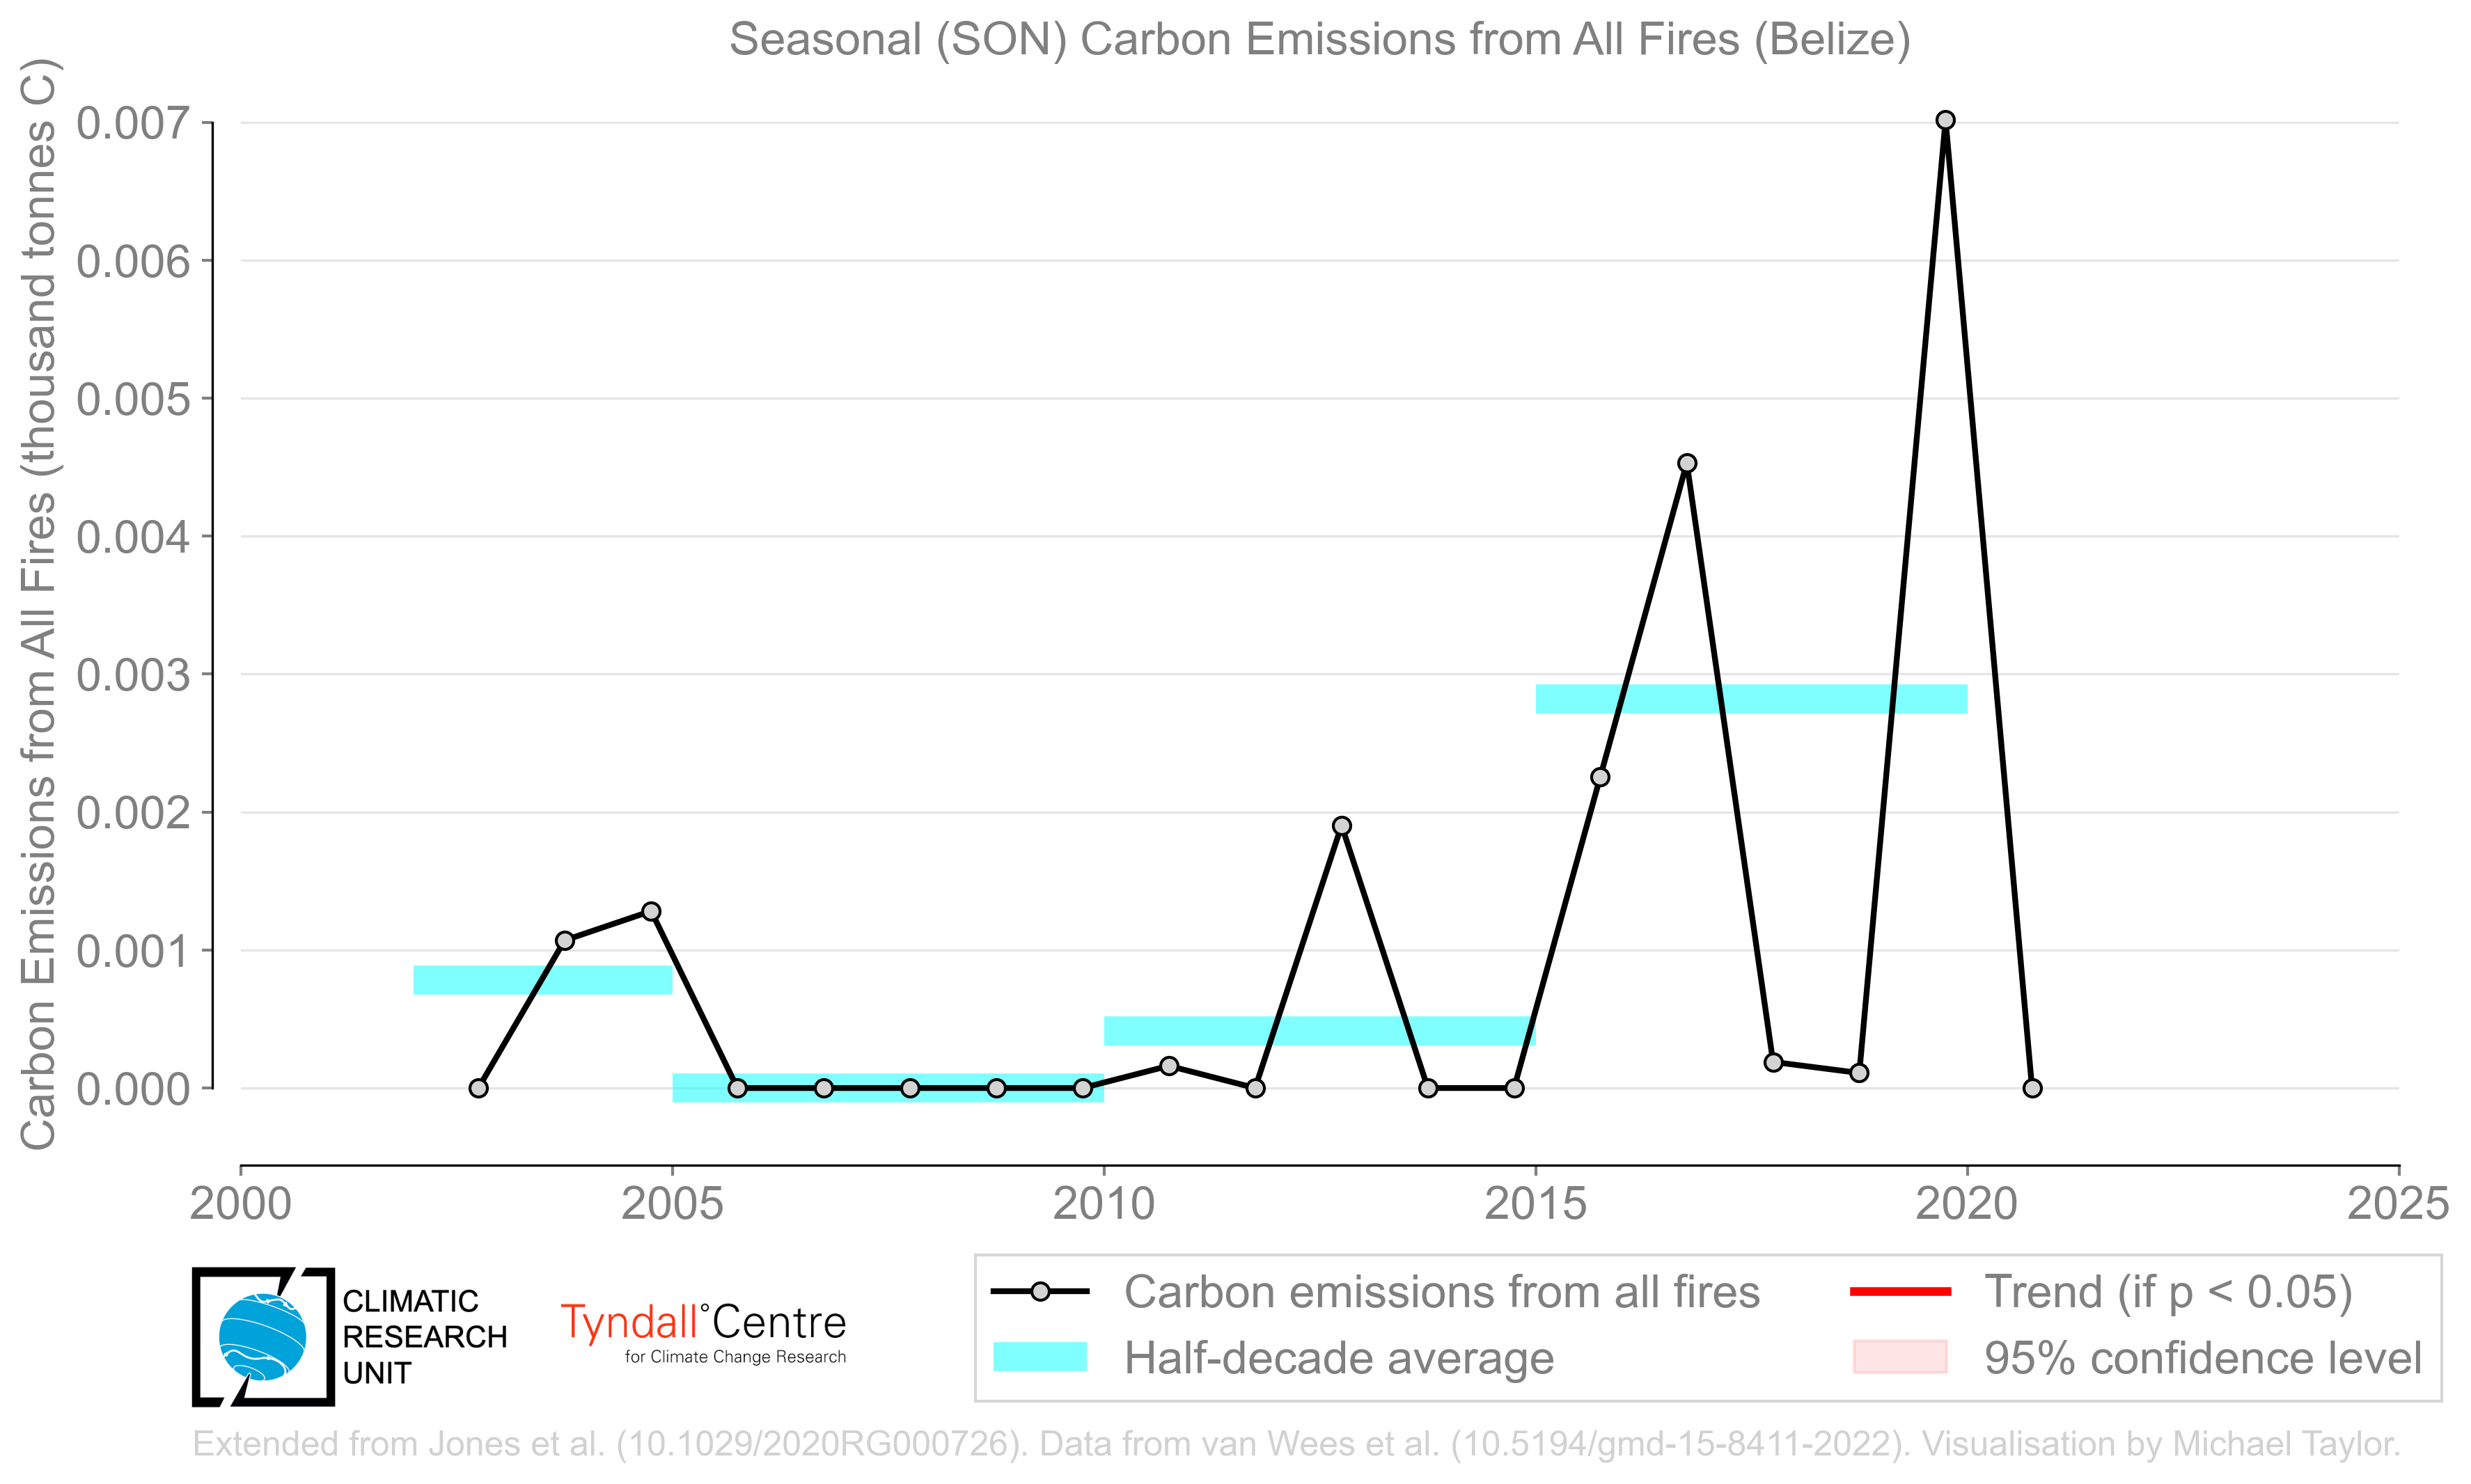 Seasonal (SON) Carbon Emissions from All Fires (Belize)
Carbon Emissions from All Fires (thousand tonnes C)
0.007
0.006
0.005
0.004
0.003
0.002
0.001
0.000
2000 2005 2010 2015 2020 2025
CLIMATIC
RESEARCH
UNIT
Tyndall°Centre
for Climate Change Research
Carbon emissions from all fires
Half-decade average
Trend (if p < 0.05)
95% confidence level
Extended from Jones et al. (10.1029/2020RG000726). Data from van Wees et al. (10.5194/gmd-15-8411-2022). Visualisation by Michael Taylor.